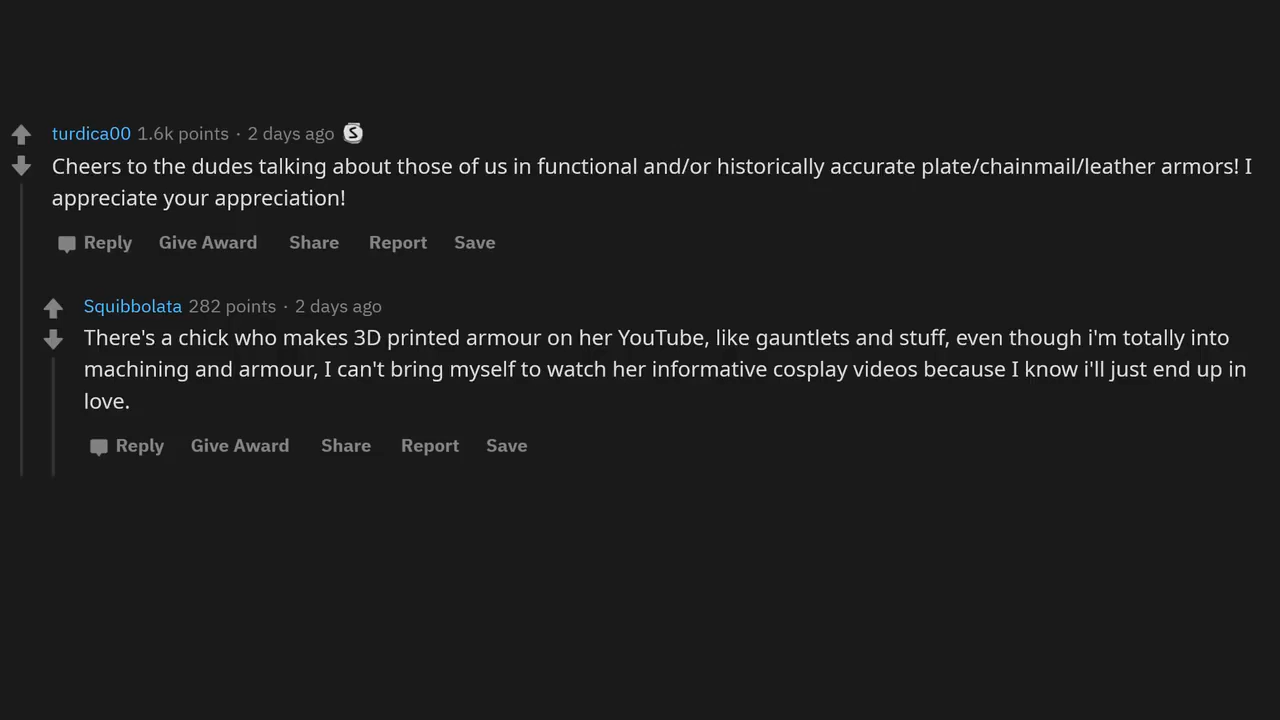 turdica00 1.6k points · 2 days ago S
Cheers to the dudes talking about those of us in functional and/or historically accurate plate/chainmail/leather armors! I
appreciate your appreciation!
Reply Give Award Share Report Save
Squibbolata 282 points · 2 days ago
There's a chick who makes 3D printed armour on her YouTube, like gauntlets and stuff, even though i'm totally into
machining and armour, I can't bring myself to watch her informative cosplay videos because I know i'll just end up in
love.
Reply Give Award Share Report Save